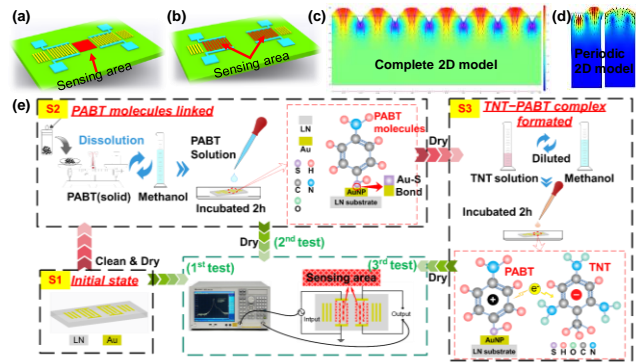 (a)
Sensing area
(b)
Sensing area
(c)
Complete 2D model
(d)
Periodic
2D model
(e)
S2
PABT molecules linked
Dissolution
PABT(solid)
Methanol
PABT
Solution
Incubated 2h
LN
Au
S
H
C
N
O
PABT
molecules
AuNP
LN substrate
Au-S
Bond
Dry
S3
TNT−PABT complex
formated
Diluted
TNT solution
Methanol
Incubated 2h
PABT
TNT
e-
AuNP
LN substrate
S H O C N
Clean & Dry
Dry
(2nd test)
(1st test)
(3rd test)
Dry
S1
Initial state
LN
Au
Sensing area
Intput
Output